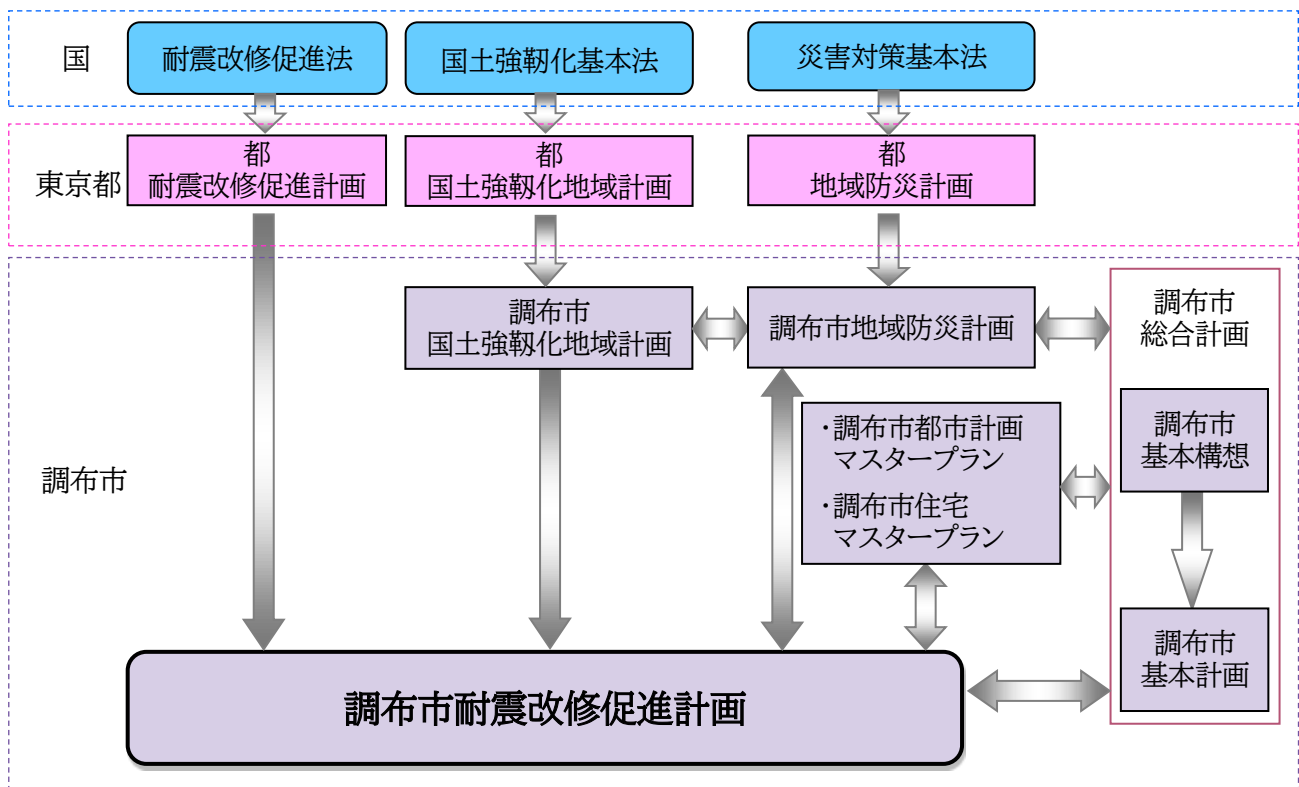 国
耐震改修促進法
国土強靱化基本法
災害対策基本法
東京都
都
耐震改修促進計画
都
国土強靱化地域計画
都
地域防災計画
調布市
調布市
国土強靱化地域計画
調布市地域防災計画
調布市
総合計画
・調布市都市計画
マスタープラン
・調布市住宅
マスタープラン
調布市
基本構想
調布市
基本計画
調布市耐震改修促進計画